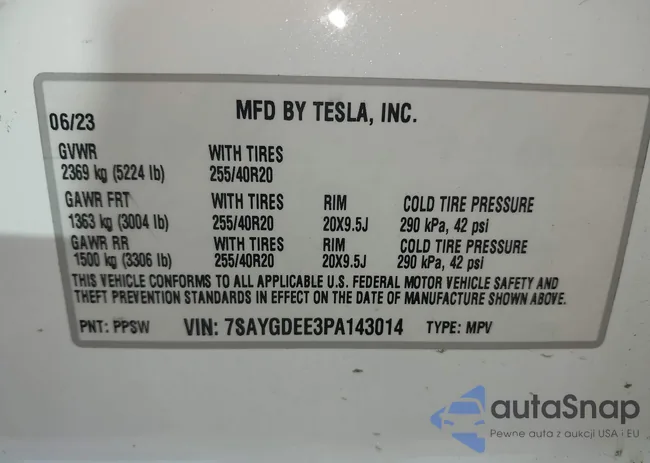 06/23 MFD BY TESLA, INC.
GVWR WITH TIRES
2369 kg (5224 lb) 255/40R20
GAWR FRT WITH TIRES RIM COLD TIRE PRESSURE
1363 kg (3004 lb) 255/40R20 20X9.5J 290 kPa, 42 psi
GAWR RR WITH TIRES RIM COLD TIRE PRESSURE
1500 kg (3306 lb) 255/40R20 20X9.5J 290 kPa, 42 psi
THIS VEHICLE CONFORMS TO ALL APPLICABLE U.S. FEDERAL MOTOR VEHICLE SAFETY AND
THEFT PREVENTION STANDARDS IN EFFECT ON THE DATE OF MANUFACTURE SHOWN ABOVE.
PNT: PPSW VIN: 7SAYGDEE3PA143014 TYPE: MPV
autaSnap
Pewne auta z aukcji USA i EU